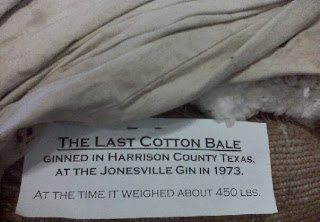 The Last Cotton Bale
ginned in Harrison County Texas,
at the Jonesville Gin in 1973.
At the time it weighed about 450 lbs.